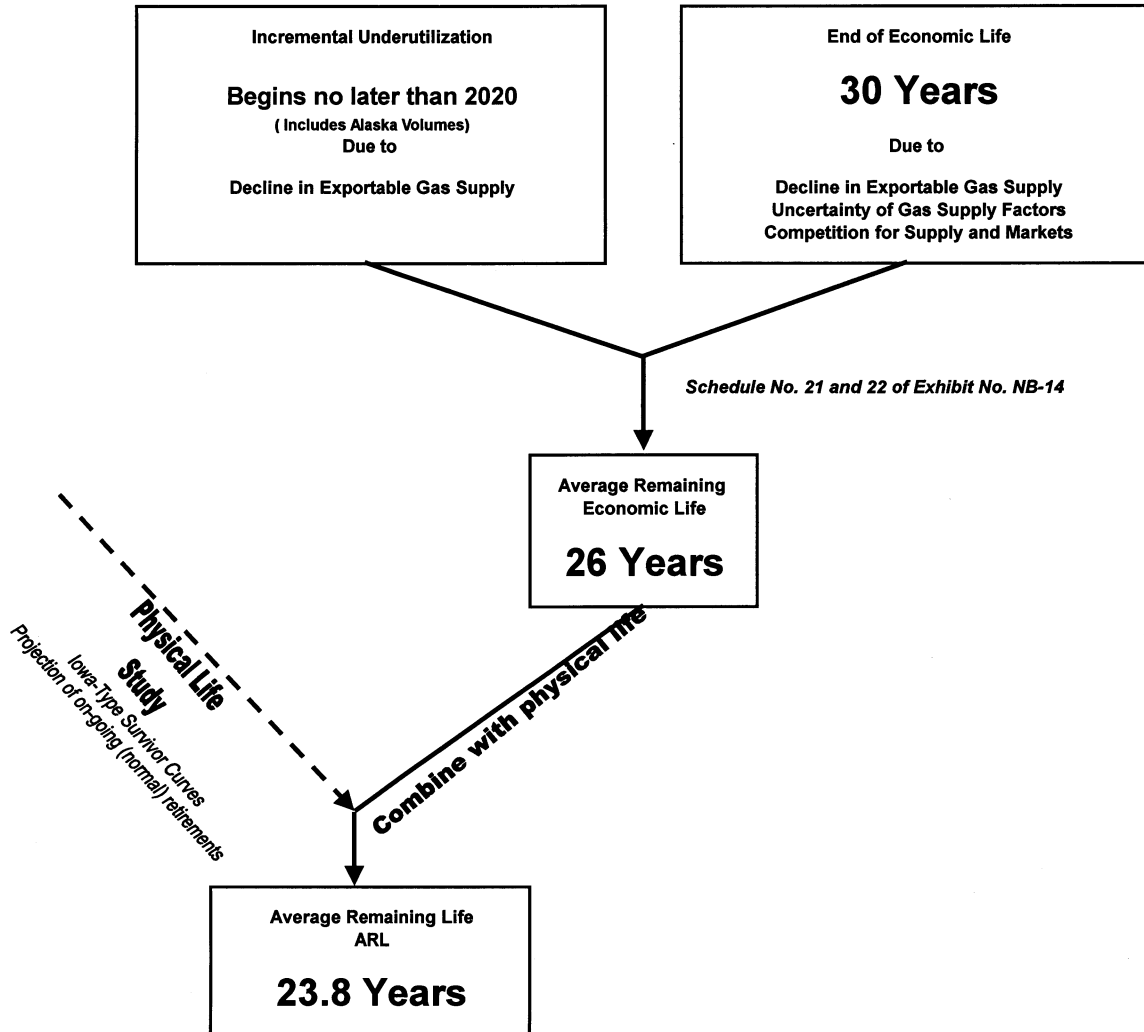 Incremental Underutilization
Begins no later than 2020
( Includes Alaska Volumes)
Due to
Decline in Exportable Gas Supply
End of Economic Life
30 Years
Due to
Decline in Exportable Gas Supply
Uncertainty of Gas Supply Factors
Competition for Supply and Markets
Schedule No. 21 and 22 of Exhibit No. NB-14
Average Remaining
Economic Life
26 Years
Physical Life
Study
Iowa-Type Survivor Curves
Projection of on-going (normal) retirements
Combine with physical life
Average Remaining Life
ARL
23.8 Years